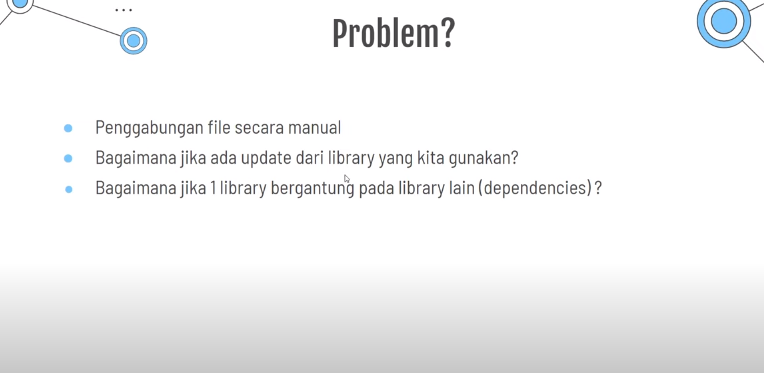 Problem?
Penggabungan file secara manual
Bagaimana jika ada update dari library yang kita gunakan?
Bagaimana jika 1 library bergantung pada library lain (dependencies) ?